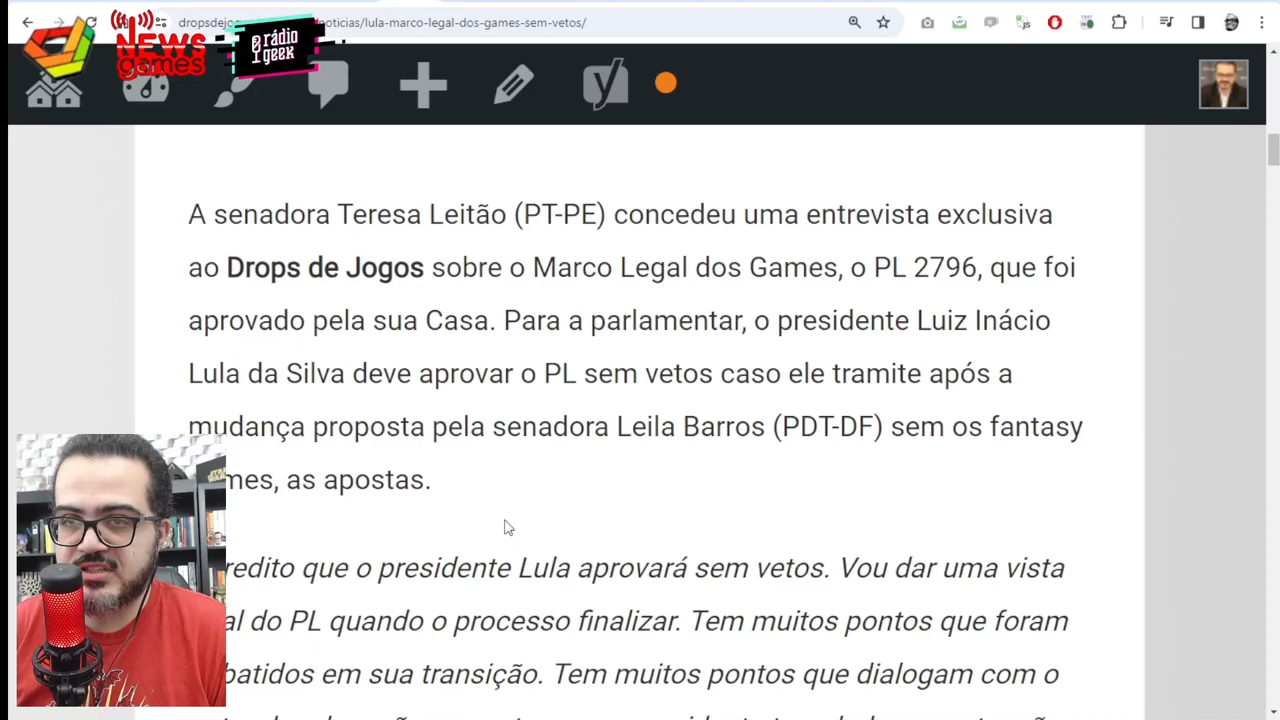 dropsdejog
noticias/lula-marco-legal-dos-games-sem-vetos/
NEWS
games
rádio
geek
A senadora Teresa Leitão (PT-PE) concedeu uma entrevista exclusiva
ao Drops de Jogos sobre o Marco Legal dos Games, o PL 2796, que foi
aprovado pela sua Casa. Para a parlamentar, o presidente Luiz Inácio
Lula da Silva deve aprovar o PL sem vetos caso ele tramite após a
mudança proposta pela senadora Leila Barros (PDT-DF) sem os fantasy
mes, as apostas.
redito que o presidente Lula aprovará sem vetos. Vou dar uma vista
al do PL quando o processo finalizar. Tem muitos pontos que foram
batidos em sua transição. Tem muitos pontos que dialogam com o